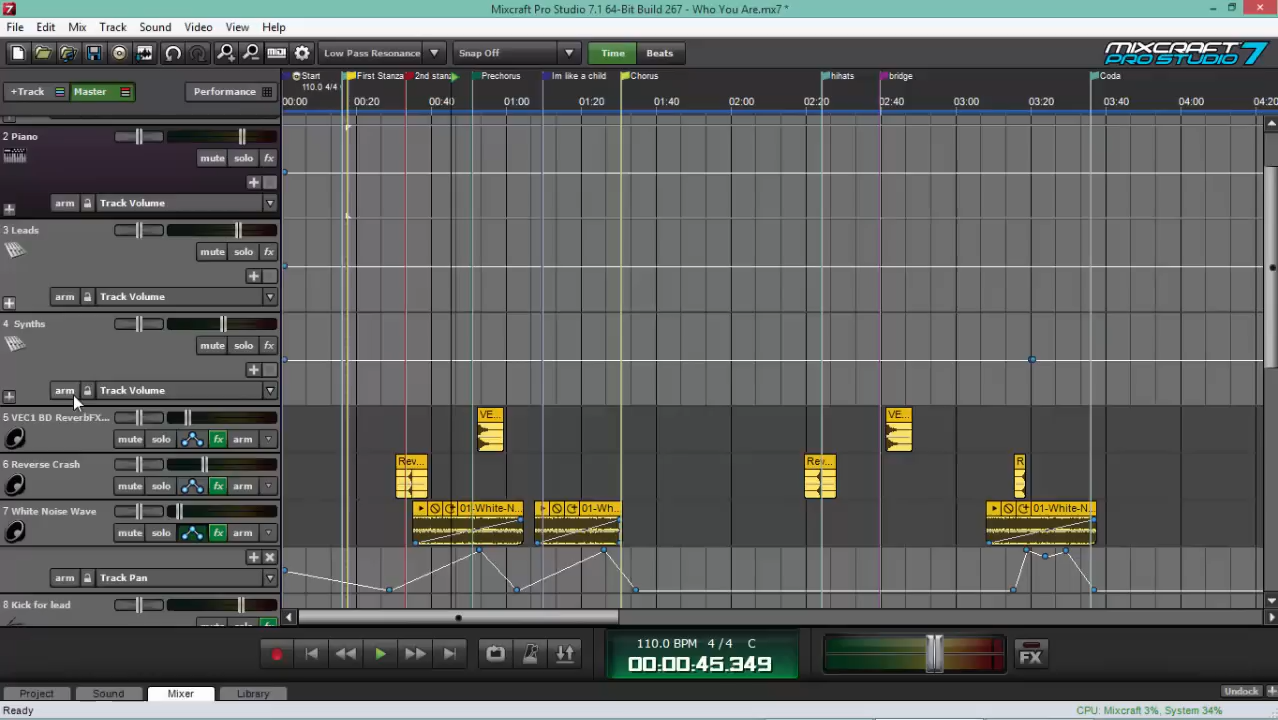 Mixcraft Pro Studio 7.1 64-Bit Build 267 - Who You Are.mx7 *
File Edit Mix Track Sound Video View Help
Low Pass Resonance Snap Off Time Beats MIXCRAFT PRO STUDIO 7
+Track Master Performance
Start First Stanza 2nd stan Prechorus Im like a child Chorus hihats bridge Coda
110.0 4/4
00:00 00:20 00:40 01:00 01:20 01:40 02:00 02:20 02:40 03:00 03:20 03:40 04:00 04:20
2 Piano
mute solo fx
arm Track Volume
3 Leads
mute solo fx
arm Track Volume
4 Synths
mute solo fx
arm Track Volume
5 VEC1 BD ReverbFX... VE... VE...
mute solo fx arm
6 Reverse Crash Rev... Rev... R
mute solo fx arm
7 White Noise Wave 01-White-N... 01-Wh... 01-White-N...
mute solo fx arm
arm Track Pan
8 Kick for lead
110.0 BPM 4/4 C
00:00:45.349
FX
Project Sound Mixer Library Undock
Ready CPU: Mixcraft 3%, System 34%